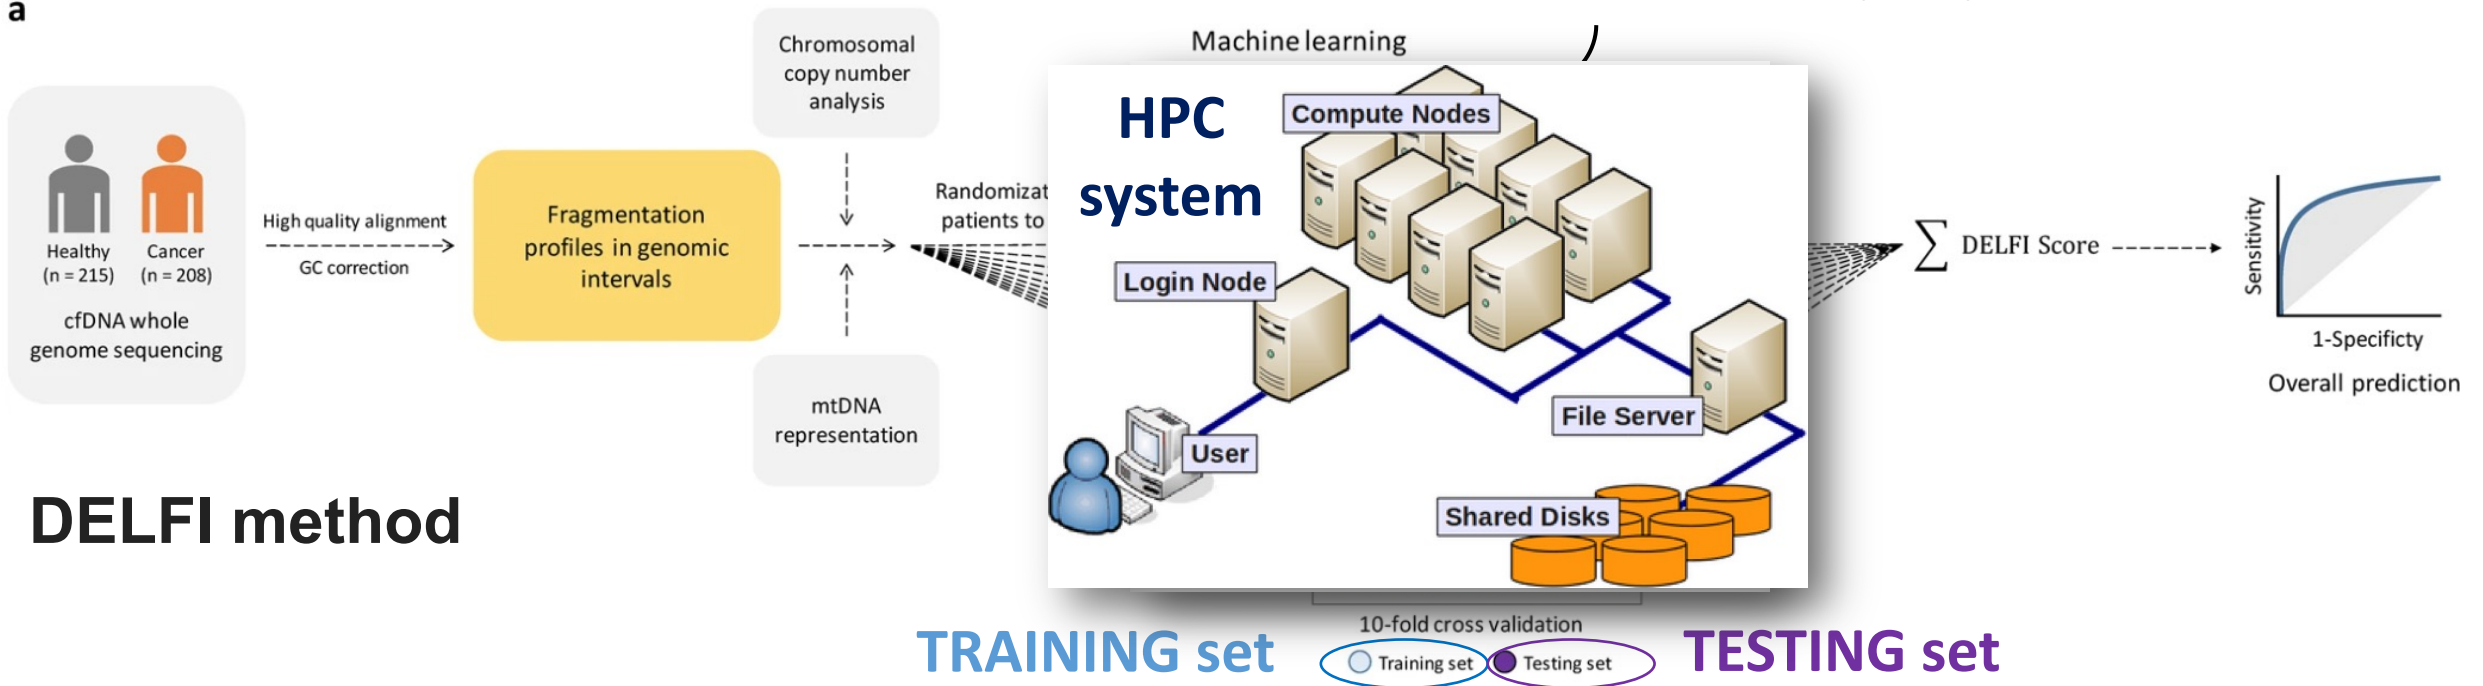 a
Chromosomal
copy number
analysis
Machine learning
Healthy
(n = 215)
Cancer
(n = 208)
cfDNA whole
genome sequencing
High quality alignment
GC correction
Fragmentation
profiles in genomic
intervals
mtDNA
representation
patients to
HPC
system
Compute Nodes
Login Node
User
File Server
Shared Disks
∑ DELFI Score
Sensitivity
1-Specificty
Overall prediction
DELFI method
10-fold cross validation
TRAINING set
Training set
Testing set
TESTING set